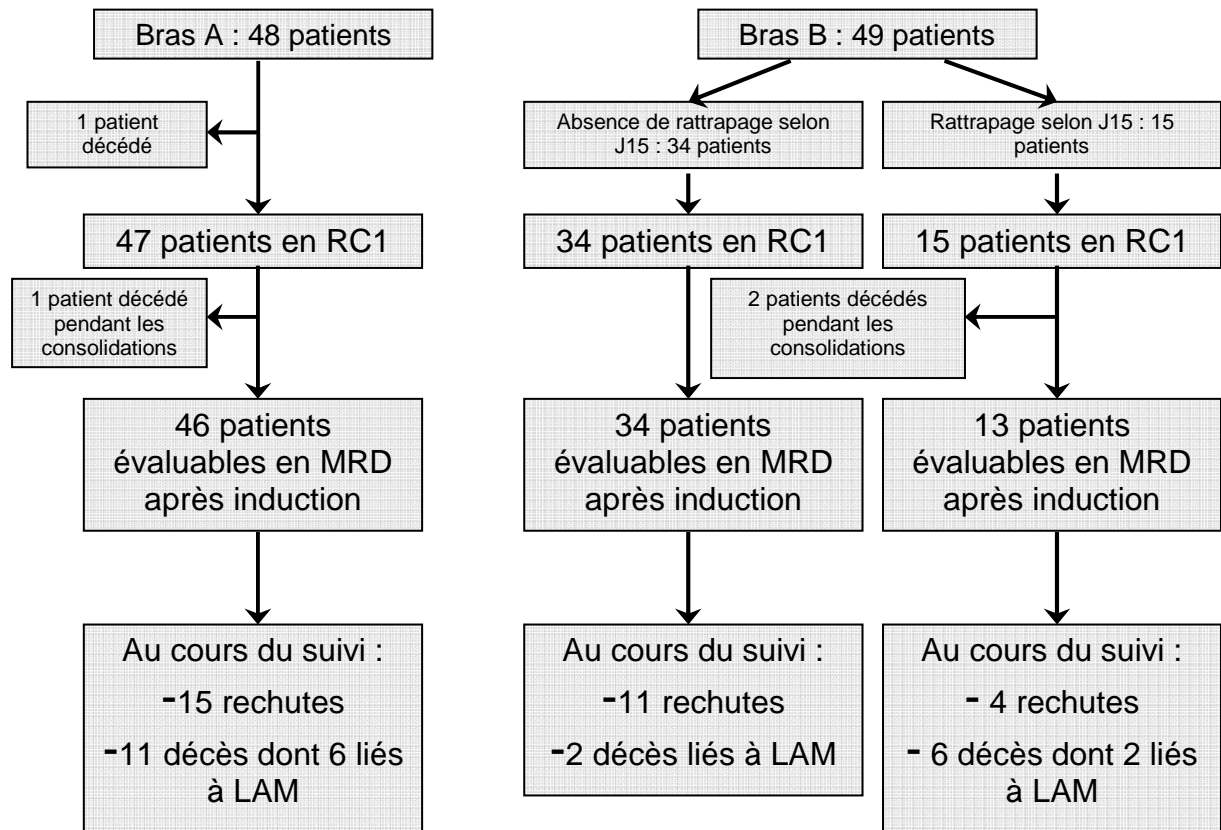 Bras A : 48 patients
1 patient
décédé
47 patients en RC1
1 patient décédé
pendant les
consolidations
46 patients
évaluables en MRD
après induction
Au cours du suivi :
-15 rechutes
-11 décès dont 6 liés
à LAM
Bras B : 49 patients
Absence de rattrapage selon
J15 : 34 patients
34 patients en RC1
34 patients
évaluables en MRD
après induction
Au cours du suivi :
-11 rechutes
-2 décès liés à LAM
Rattrapage selon J15 : 15
patients
15 patients en RC1
2 patients décédés
pendant les
consolidations
13 patients
évaluables en MRD
après induction
Au cours du suivi :
- 4 rechutes
- 6 décès dont 2 liés
à LAM